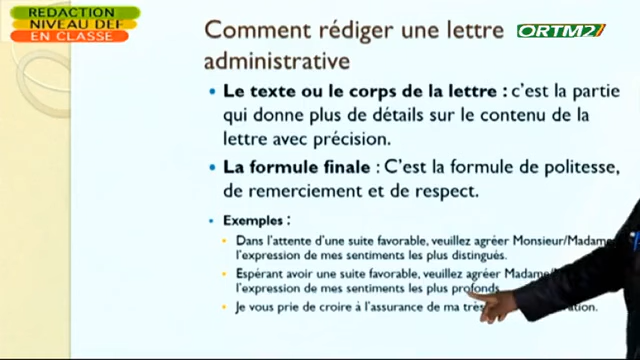 REDACTION
NIVEAU DEF
EN CLASSE
ORTM2
Comment rédiger une lettre
administrative
• Le texte ou le corps de la lettre : c'est la partie
qui donne plus de détails sur le contenu de la
lettre avec précision.
• La formule finale : C'est la formule de politesse,
de remerciement et de respect.
• Exemples :
• Dans l'attente d'une suite favorable, veuillez agréer Monsieur/Madame
l'expression de mes sentiments les plus distingués.
• Espérant avoir une suite favorable, veuillez agréer Madame/
l'expression de mes sentiments les plus profonds
• Je vous prie de croire à l'assurance de ma très